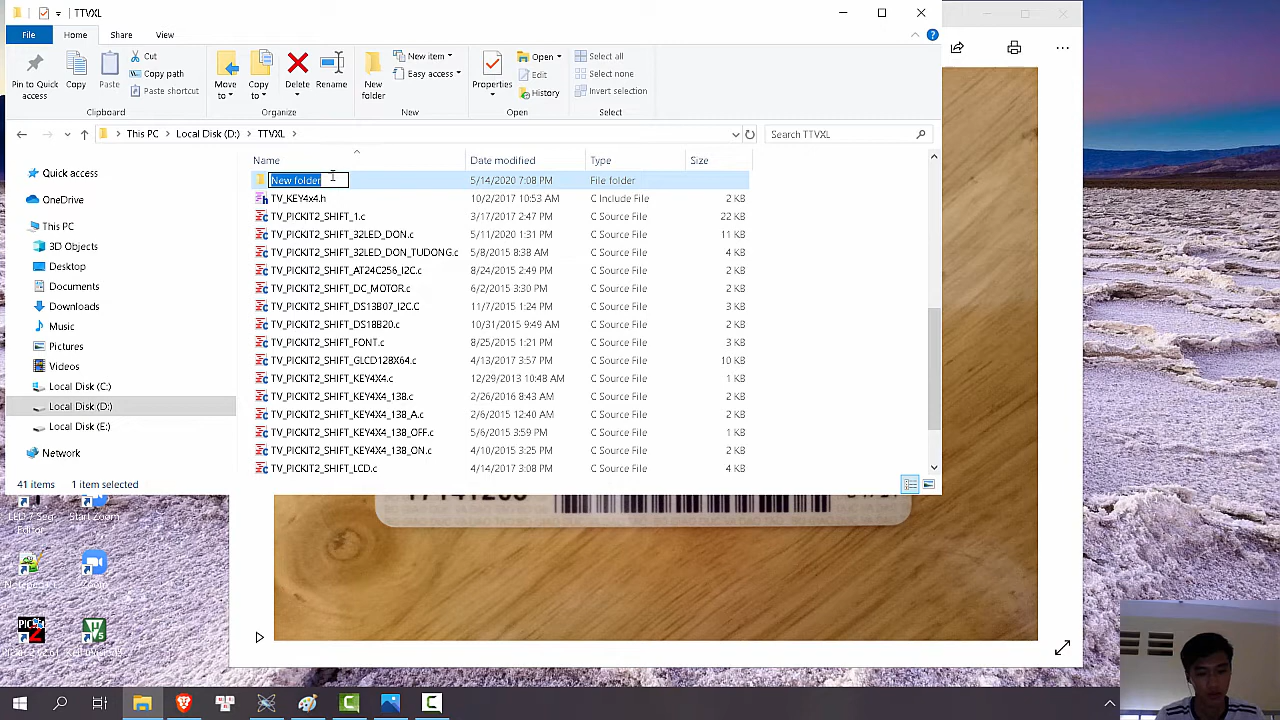 TTVXL
File Home Share View
Pin to Quick access
Copy
Paste
Cut
Copy path
Paste shortcut
Clipboard
Move to
Copy to
Delete
Rename
Organize
New folder
New item
Easy access
New
Properties
Open
Edit
History
Open
Select all
Select none
Invert selection
Select
This PC Local Disk (D:) TTVXL
Search TTVXL
Name Date modified Type Size
Quick access
OneDrive
This PC
3D Objects
Desktop
Documents
Downloads
Music
Pictures
Videos
Local Disk (C:)
Local Disk (D:)
Local Disk (E:)
Network
New folder 5/14/2020 7:08 PM File folder
TV_KEY4x4.h 10/2/2017 10:53 AM C Include File 2 KB
TV_PICKIT2_SHIFT_1.c 3/17/2017 2:47 PM C Source File 22 KB
TV_PICKIT2_SHIFT_32LED_DON.c 5/11/2020 1:31 PM C Source File 11 KB
TV_PICKIT2_SHIFT_32LED_DON_TUDONG.c 5/8/2015 8:38 AM C Source File 4 KB
TV_PICKIT2_SHIFT_AT24C256_I2C.c 8/24/2015 2:49 PM C Source File 2 KB
TV_PICKIT2_SHIFT_DC_MOTOR.c 6/2/2015 3:30 PM C Source File 2 KB
TV_PICKIT2_SHIFT_DS13B07_I2C.C 11/7/2015 1:24 PM C Source File 3 KB
TV_PICKIT2_SHIFT_DS18B20.c 10/31/2015 9:49 AM C Source File 2 KB
TV_PICKIT2_SHIFT_FONT 8/25/2015 1:21 PM C Source File 3 KB
TV_PICKIT2_SHIFT_GLCD128X64.c 4/13/2017 3:57 PM C Source File 10 KB
TV_PICKIT2_SHIFT_KEY4X4.c 12/29/2013 10:48 AM C Source File 1 KB
TV_PICKIT2_SHIFT_KEY4X4_138.c 2/26/2016 8:43 AM C Source File 2 KB
TV_PICKIT2_SHIFT_KEY4X4_138_A.c 2/6/2015 12:40 AM C Source File 2 KB
TV_PICKIT2_SHIFT_KEY4X4_138_OFF.c 5/6/2015 3:59 PM C Source File 1 KB
TV_PICKIT2_SHIFT_KEY4X4_138_ON.c 4/10/2015 3:25 PM C Source File 2 KB
TV_PICKIT2_SHIFT_LCD.c 4/14/2017 3:08 PM C Source File 4 KB
41 items 1 item selected
17141265
LED 7 Seg Start Zoom